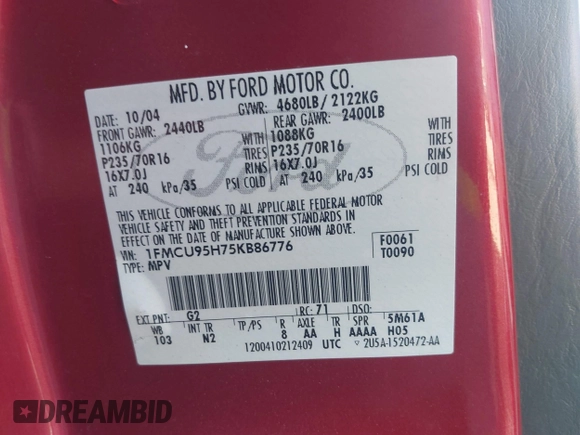 MFD. BY FORD MOTOR CO.
DATE: 10/04 GVWR: 4680LB/ 2122KG
FRONT GAWR: 2440LB REAR GAWR: 2400LB
1106KG 1088KG
P235/70R16 TIRES P235/70R16 TIRES
16X7.0J RIMS 16X7.0J RIMS
AT 240 kPa/35 PSI COLD AT 240 kPa/35 PSI COLD
Ford
THIS VEHICLE CONFORMS TO ALL APPLICABLE FEDERAL MOTOR
VEHICLE SAFETY AND THEFT PREVENTION STANDARDS IN
EFFECT ON THE DATE OF MANUFACTURE SHOWN ABOVE.
VIN: 1FMCU95H75KB86776 F0061
TYPE: MPV T0090
EXT PNT: G2 RC: 71 DSO:
WB INT TR TP/PS R AXLE TR SPR 5M61A
103 N2 8 AA H AAAA H05
1200410212409 UTC ▽ 2U5A-1520472-AA
DREAMBID